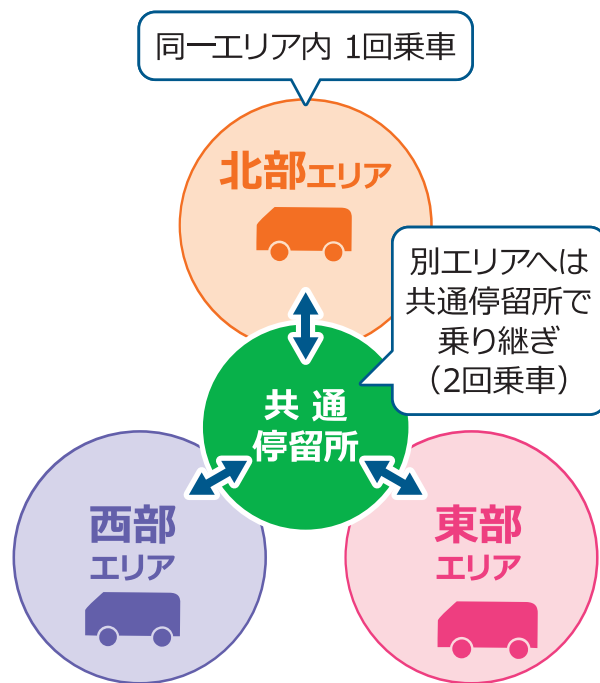 同一エリア内 1回乗車
北部エリア
別エリアへは
共通停留所で
乗り継ぎ
（2回乗車）
共 通
停留所
西部
エリア
東部
エリア